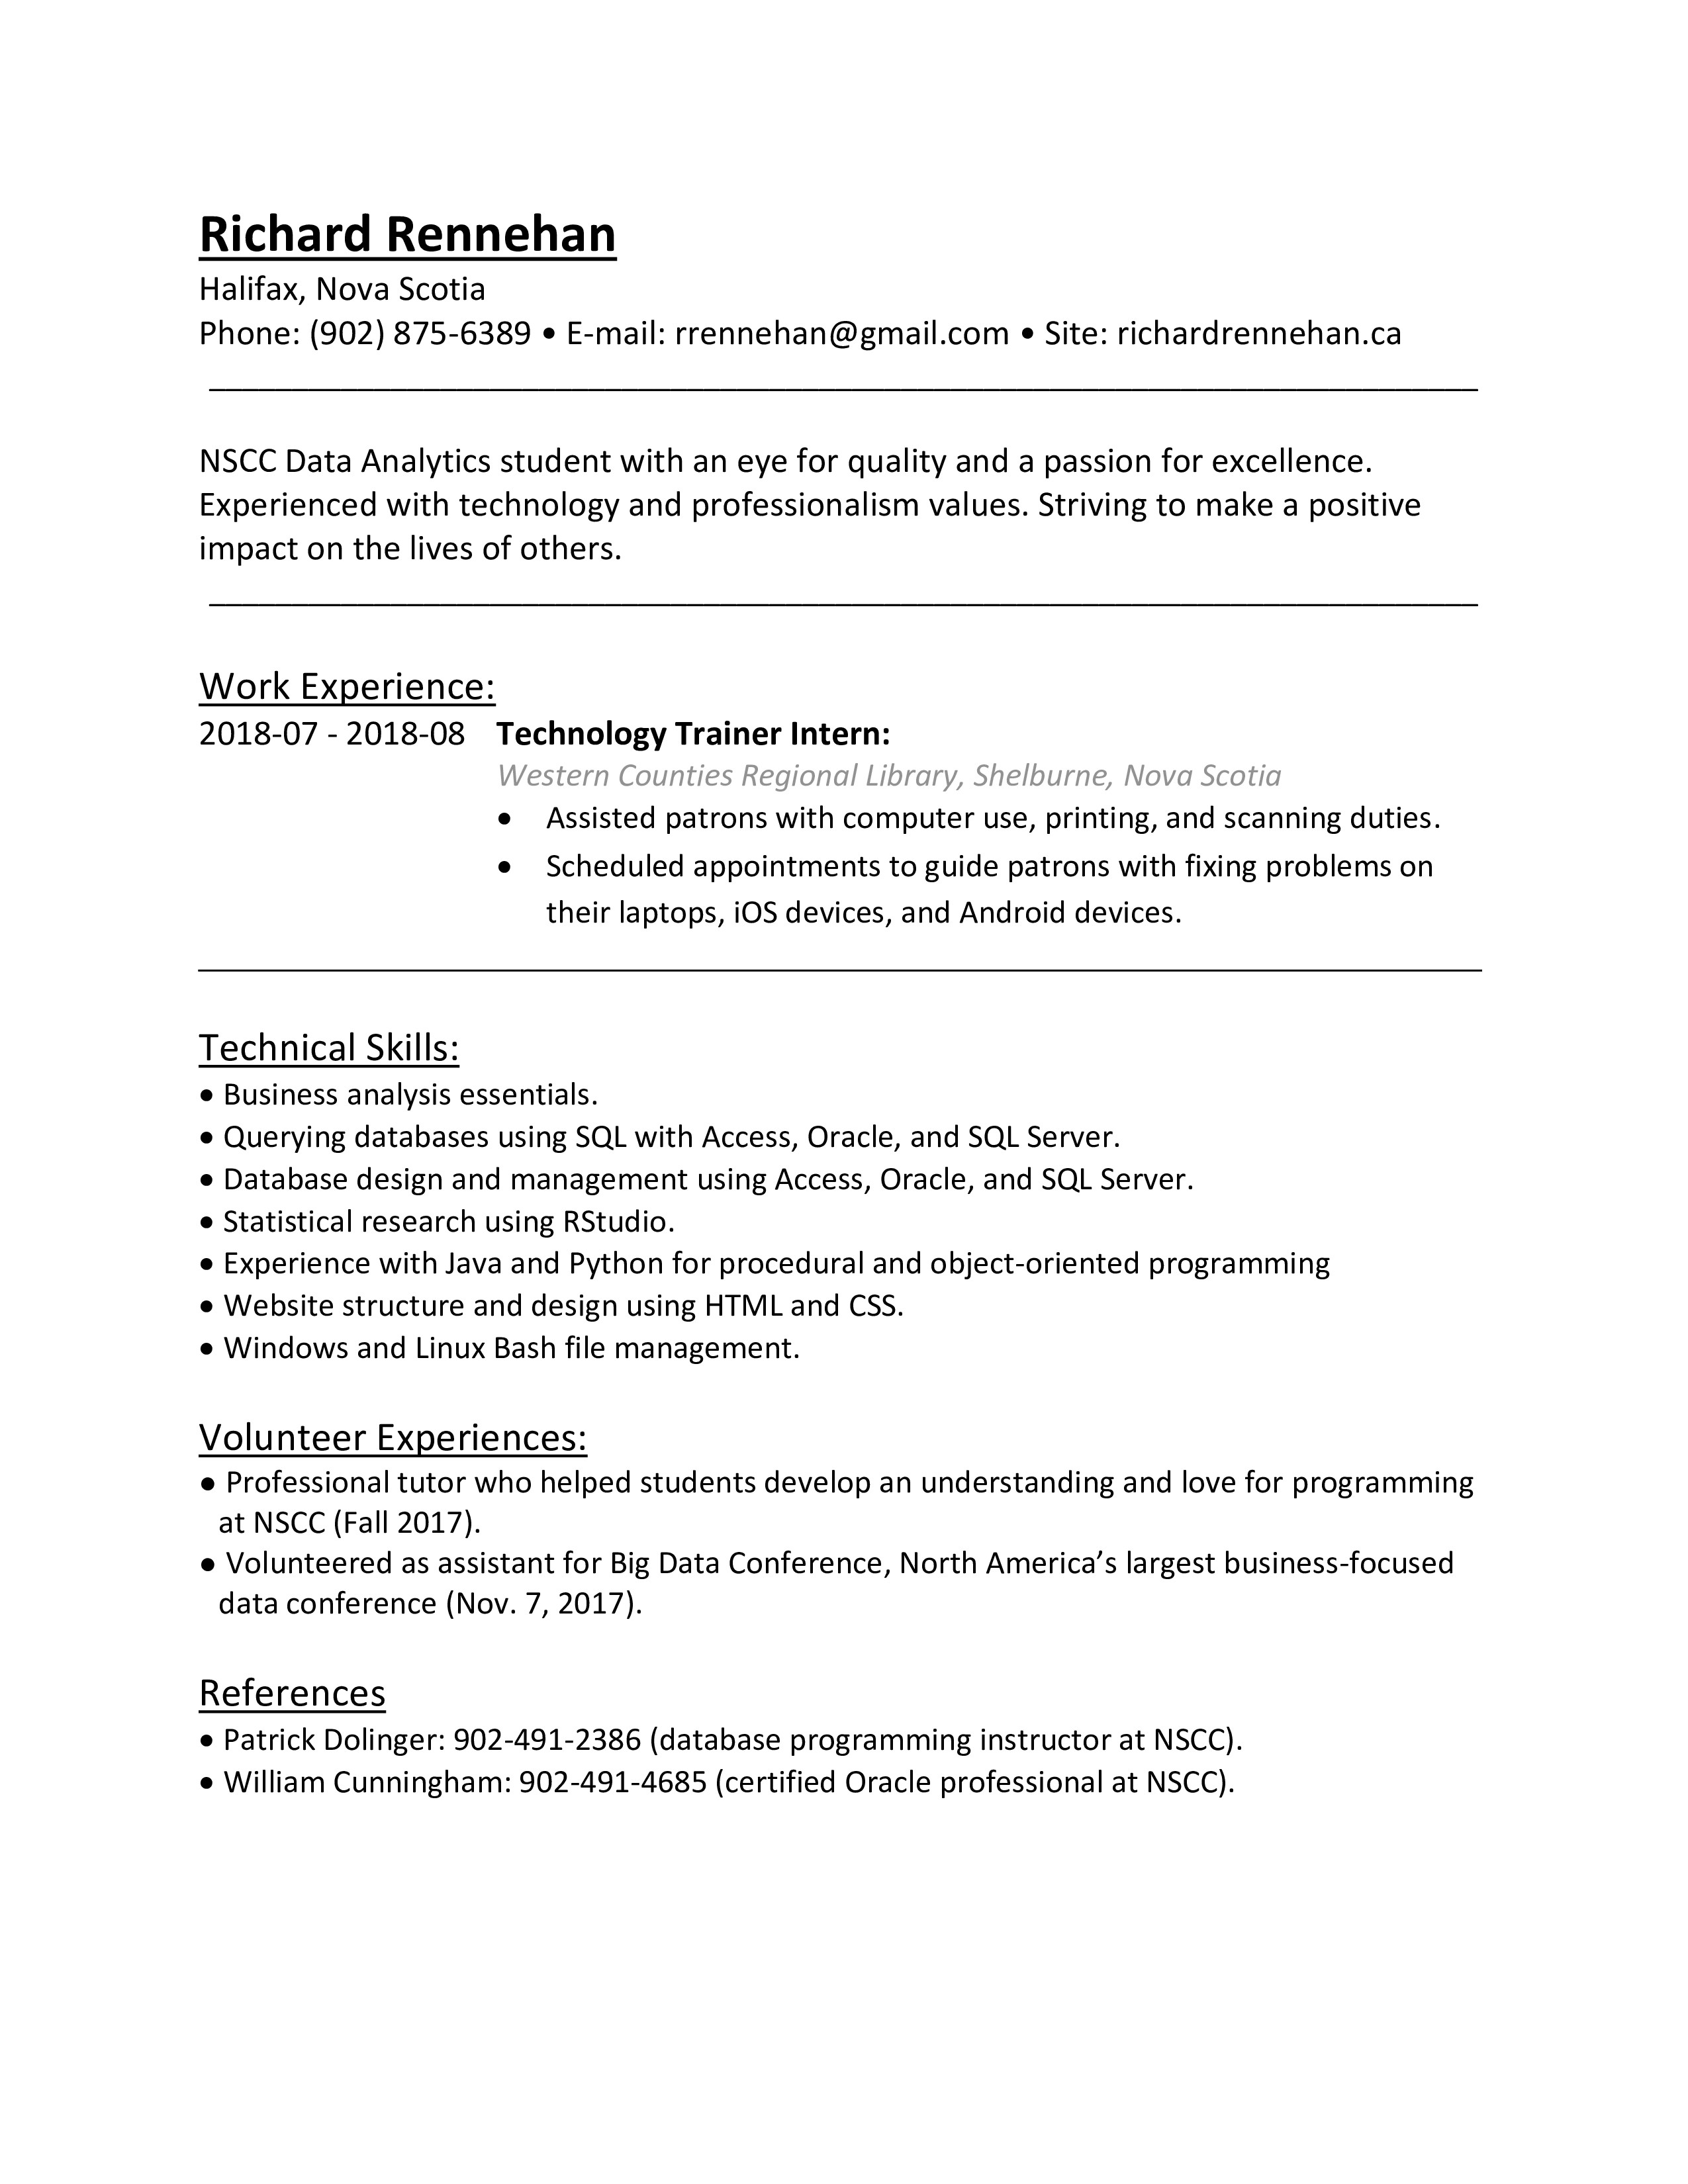 Richard Rennehan
Halifax, Nova Scotia
Phone: (902) 875-6389 • E-mail: rrennehan@gmail.com • Site: richardrennehan.ca
NSCC Data Analytics student with an eye for quality and a passion for excellence.
Experienced with technology and professionalism values. Striving to make a positive
impact on the lives of others.
Work Experience:
2018-07 - 2018-08 Technology Trainer Intern:
Western Counties Regional Library, Shelburne, Nova Scotia
• Assisted patrons with computer use, printing, and scanning duties.
• Scheduled appointments to guide patrons with fixing problems on
their laptops, iOS devices, and Android devices.
Technical Skills:
• Business analysis essentials.
• Querying databases using SQL with Access, Oracle, and SQL Server.
• Database design and management using Access, Oracle, and SQL Server.
• Statistical research using RStudio.
• Experience with Java and Python for procedural and object-oriented programming
• Website structure and design using HTML and CSS.
• Windows and Linux Bash file management.
Volunteer Experiences:
● Professional tutor who helped students develop an understanding and love for programming
at NSCC (Fall 2017).
● Volunteered as assistant for Big Data Conference, North America’s largest business-focused
data conference (Nov. 7, 2017).
References
• Patrick Dolinger: 902-491-2386 (database programming instructor at NSCC).
• William Cunningham: 902-491-4685 (certified Oracle professional at NSCC).